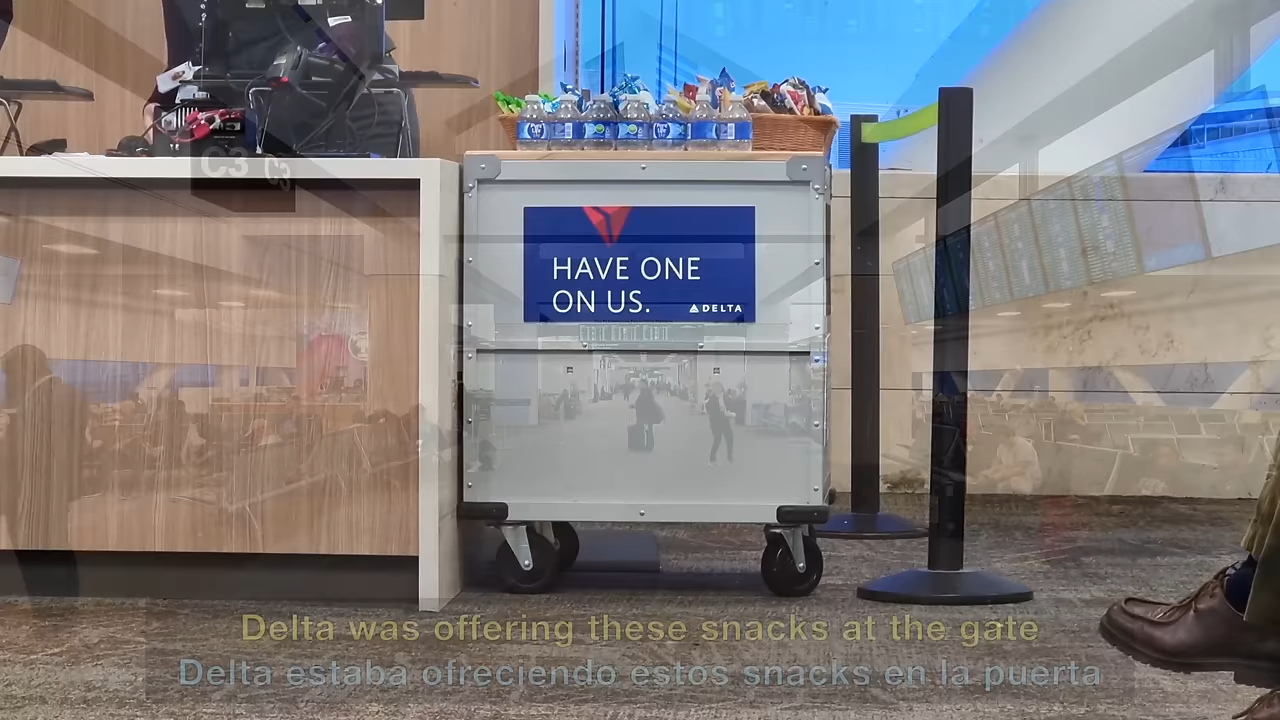 C3 C3
HAVE ONE
ON US.
DELTA
Delta was offering these snacks at the gate
Delta estaba ofreciendo estos snacks en la puerta